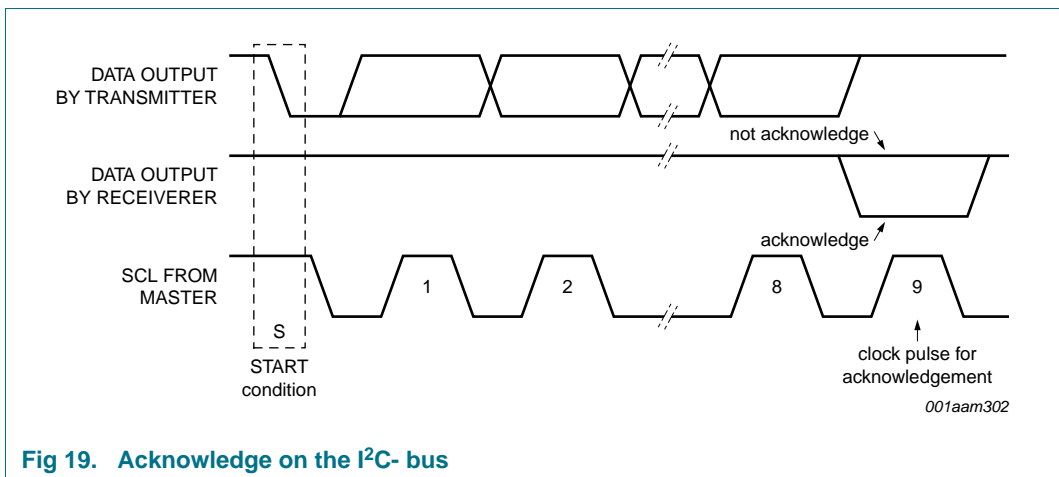 DATA OUTPUT
BY TRANSMITTER
not acknowledge
DATA OUTPUT
BY RECEIVERER
acknowledge
SCL FROM
MASTER
1
2
8
9
S
START
condition
clock pulse for
acknowledgement
001aam302
Fig 19. Acknowledge on the I²C- bus